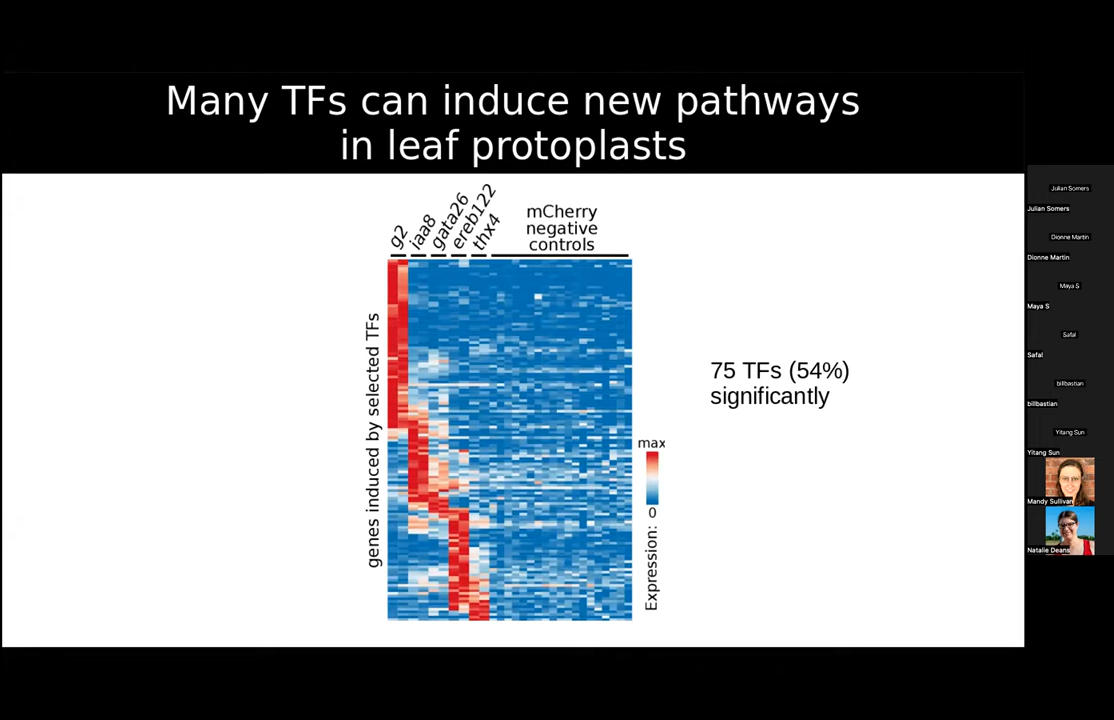 Many TFs can induce new pathways
in leaf protoplasts
g2
iaa8
gata26
ereb122
thx4
mCherry
negative
controls
genes induced by selected TFs
75 TFs (54%)
significantly
max
0
Expression:
Julian Somers
Julian Somers
Dionne Martin
Dionne Martin
Maya S
Maya S
Safal
Safal
billbastian
billbastian
Yitang Sun
Yitang Sun
Mandy Sullivan
Natalie Deans